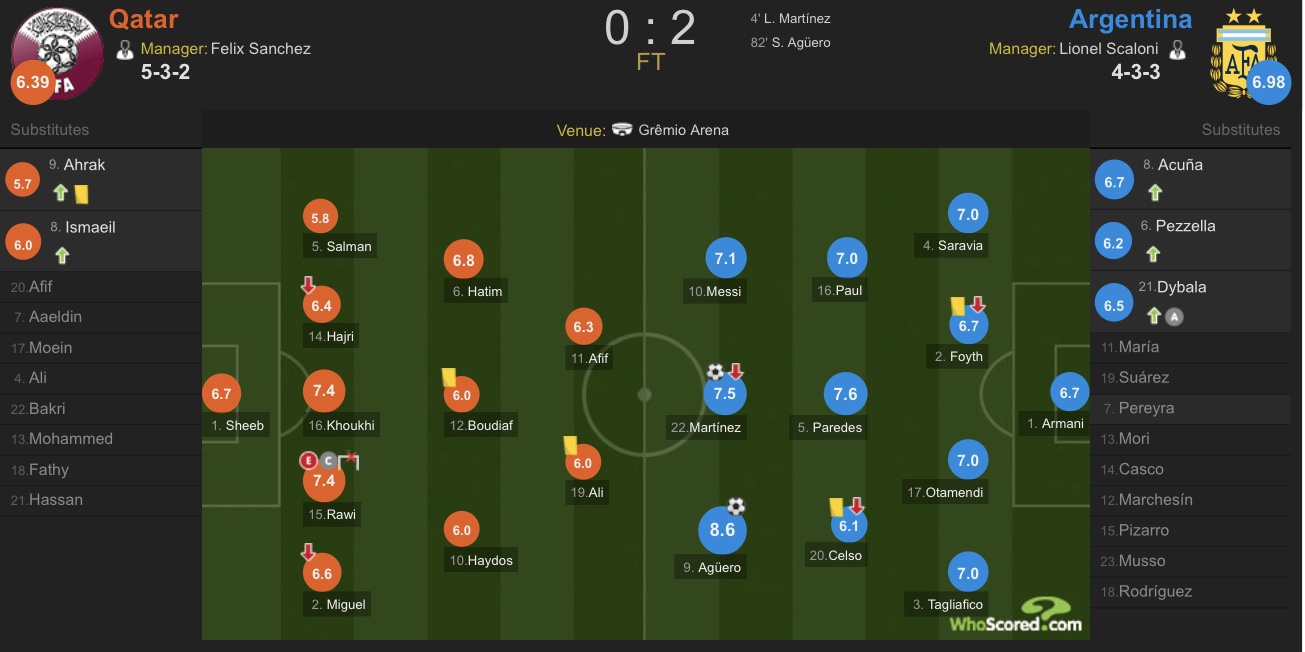 Qatar
Manager: Felix Sanchez
5-3-2
6.39
FA
0 : 2
FT
4' L. Martínez
82' S. Agüero
Argentina
Manager: Lionel Scaloni
4-3-3
AFA
6.98
Substitutes
Venue: Grêmio Arena
Substitutes
5.7
9. Ahrak
6.0
8. Ismaeil
20.Afif
7. Aaeldin
17.Moein
4. Ali
22.Bakri
13.Mohammed
18.Fathy
21.Hassan
6.7
1. Sheeb
5.8
5. Salman
6.4
14.Hajri
7.4
16.Khoukhi
E C
7.4
15.Rawi
6.6
2. Miguel
6.8
6. Hatim
6.0
12.Boudiaf
6.0
10.Haydos
6.3
11.Afif
6.0
19.Ali
7.1
10.Messi
7.5
22.Martínez
8.6
9. Agüero
7.0
16.Paul
7.6
5. Paredes
6.1
20.Celso
7.0
4. Saravia
6.7
2. Foyth
7.0
17.Otamendi
7.0
3. Tagliafico
6.7
1. Armani
WhoScored.com
6.7
8. Acuña
6.2
6. Pezzella
6.5
21.Dybala
A
11.María
19.Suárez
7. Pereyra
13.Mori
14.Casco
12.Marchesín
15.Pizarro
23.Musso
18.Rodríguez